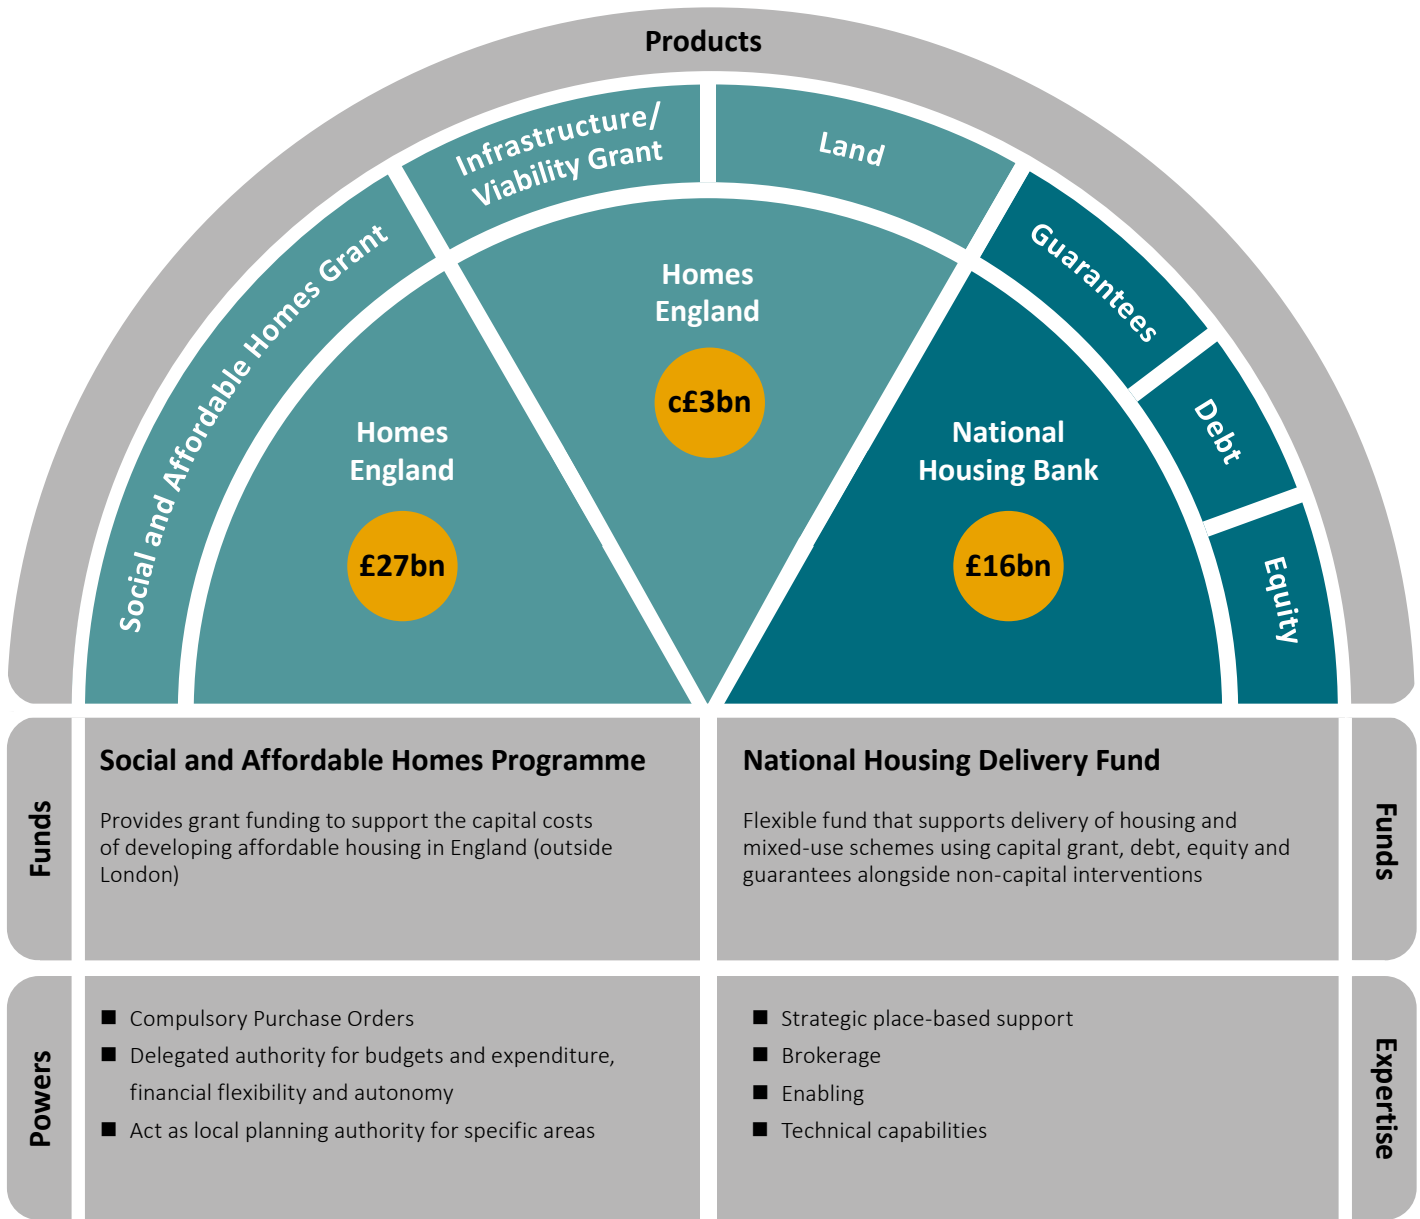 Products
Social and Affordable Homes Grant
Infrastructure/
Viability Grant
Land
Guarantees
Debt
Equity
Homes
England
£27bn
Homes
England
c£3bn
National
Housing Bank
£16bn
Funds
Social and Affordable Homes Programme
Provides grant funding to support the capital costs
of developing affordable housing in England (outside
London)
National Housing Delivery Fund
Flexible fund that supports delivery of housing and
mixed-use schemes using capital grant, debt, equity and
guarantees alongside non-capital interventions
Funds
Powers
■ Compulsory Purchase Orders
■ Delegated authority for budgets and expenditure,
financial flexibility and autonomy
■ Act as local planning authority for specific areas
■ Strategic place-based support
■ Brokerage
■ Enabling
■ Technical capabilities
Expertise